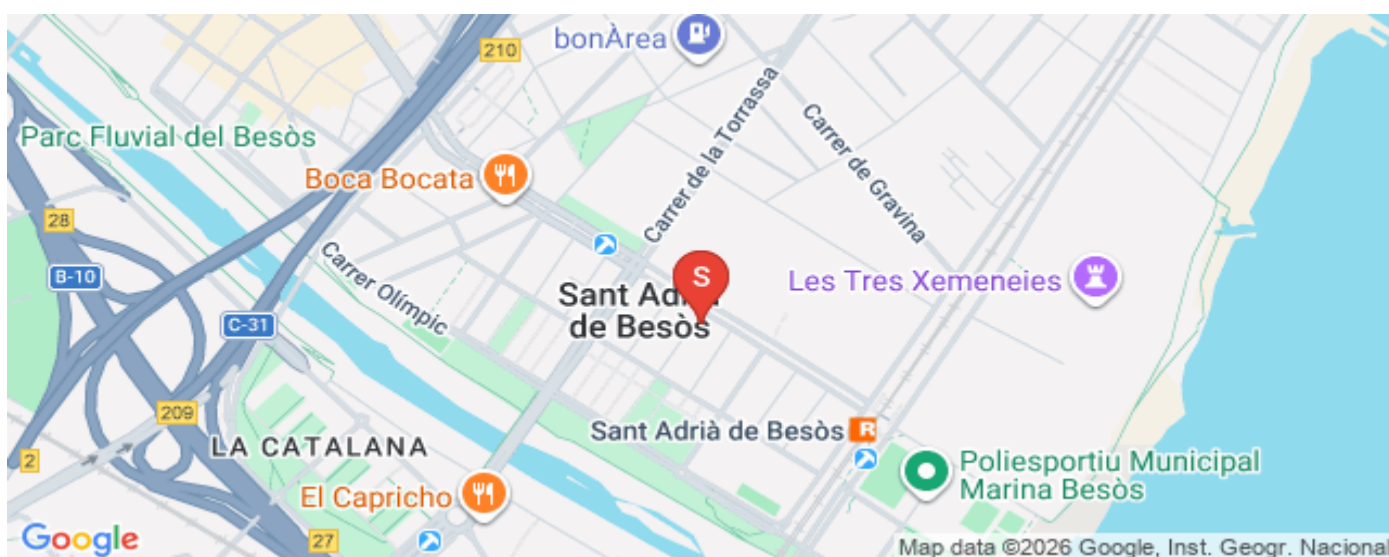 bonÀrea
210
Parc Fluvial del Besòs
Carrer de la Torrassa
Carrer de Gravina
Boca Bocata
28
B-10
Carrer Olímpic
S
Les Tres Xemeneies
Sant Adrià
de Besòs
C-31
209
Sant Adrià de Besòs R
LA CATALANA
2
Poliesportiu Municipal
Marina Besòs
El Capricho
Google
27
Map data ©2026 Google, Inst. Geogr. Nacional